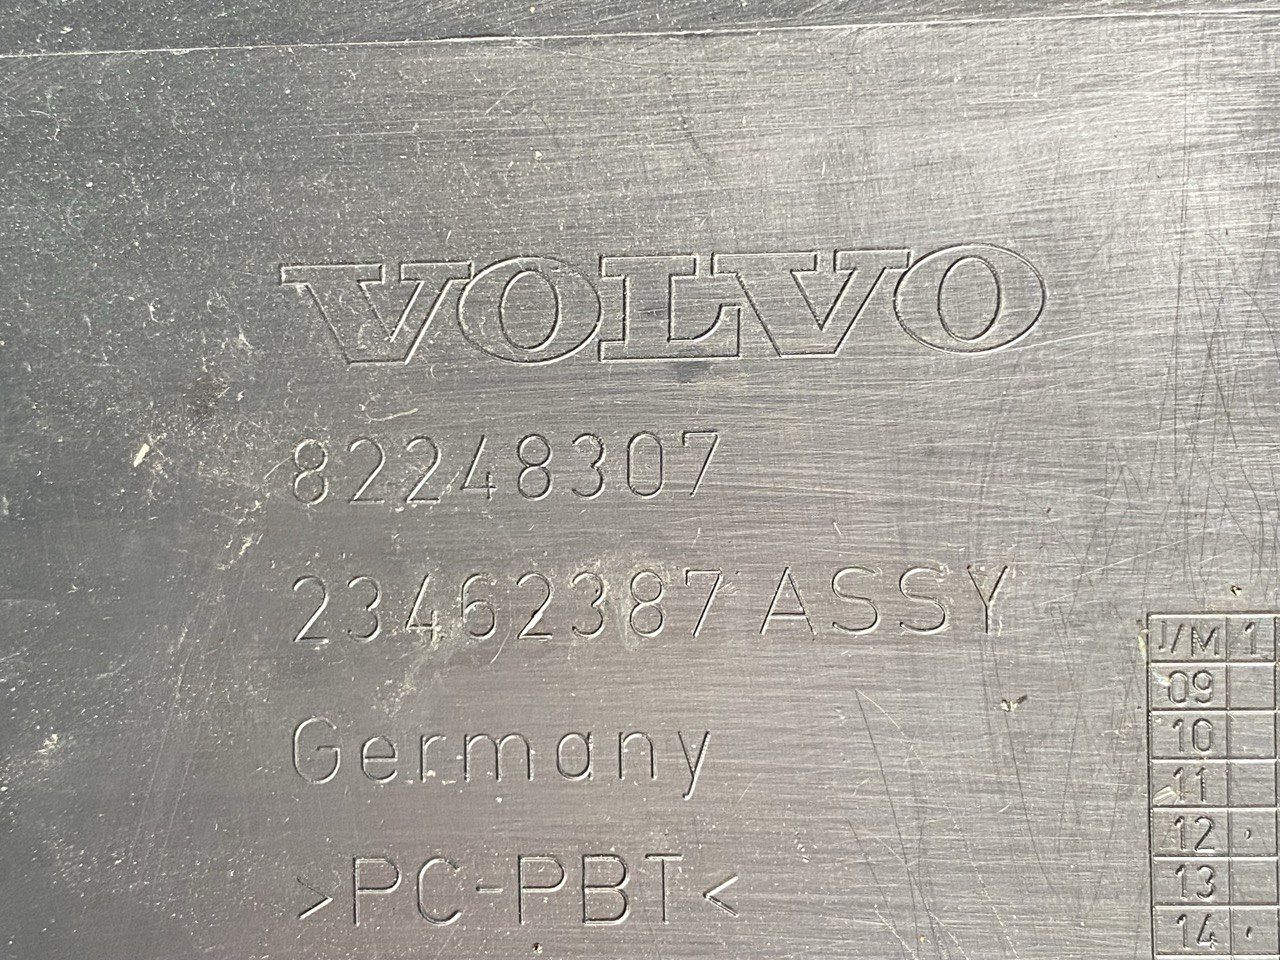 VOLVO
82248307
23462387 ASSY
Germany
>PC-PBT<
J/M 1
09
10
11
12
13
14